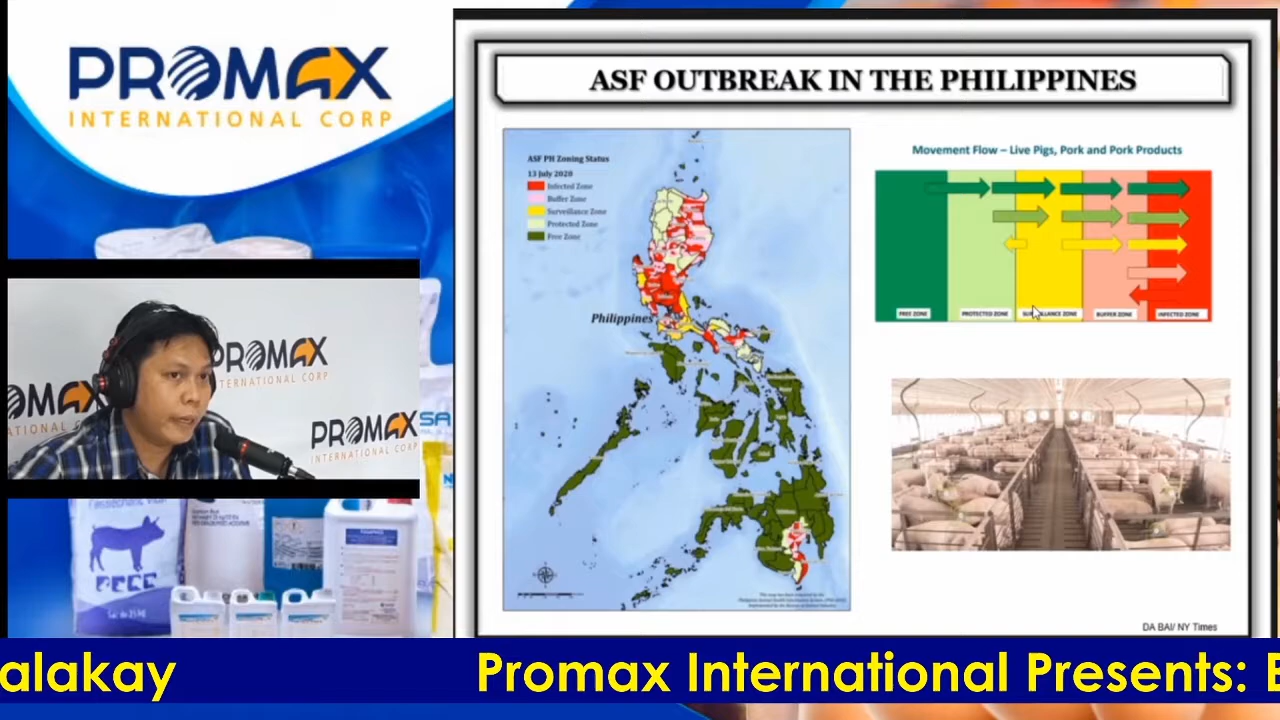 PROMAX
INTERNATIONAL CORP
ASF OUTBREAK IN THE PHILIPPINES
ASF PH Zoning Status
13 July 2020
Infected Zone
Buffer Zone
Surveillance Zone
Protected Zone
Free Zone
Philippines
Movement Flow – Live Pigs, Pork and Pork Products
FREE ZONE
PROTECTED ZONE
BUFFER ZONE
INFECTED ZONE
PROMAX
INTERNATIONAL CORP
PROMAX
INTERNATIONAL CORP
DA BAI/ NY Times
alakay
Promax International Presents: